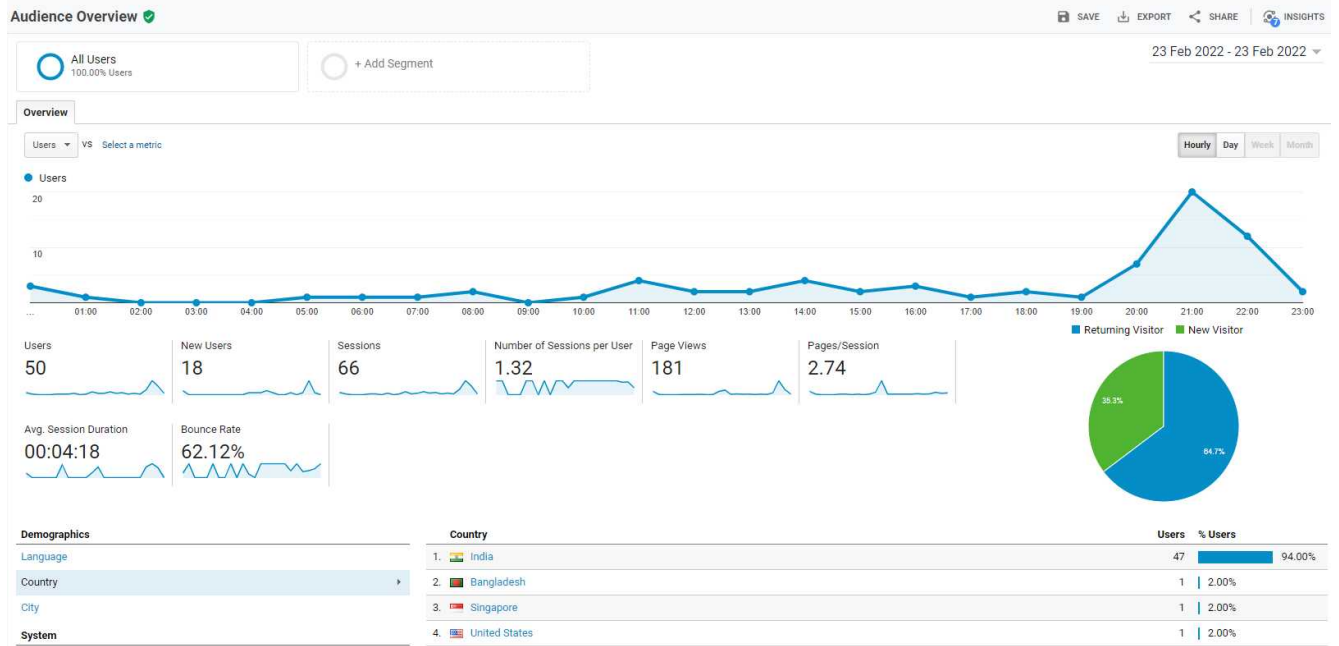 Audience Overview
SAVE EXPORT SHARE 7 INSIGHTS
All Users
100.00% Users
+ Add Segment
23 Feb 2022 - 23 Feb 2022
Overview
Users VS Select a metric
Hourly Day Week Month
Users
20
10
... 01:00 02:00 03:00 04:00 05:00 06:00 07:00 08:00 09:00 10:00 11:00 12:00 13:00 14:00 15:00 16:00 17:00 18:00 19:00 20:00 21:00 22:00 23:00
Returning Visitor New Visitor
Users New Users Sessions Number of Sessions per User Page Views Pages/Session
50 18 66 1.32 181 2.74
35.3%
64.7%
Avg. Session Duration Bounce Rate
00:04:18 62.12%
Demographics
Language
Country
City
System
Country Users % Users
1. India 47 94.00%
2. Bangladesh 1 2.00%
3. Singapore 1 2.00%
4. United States 1 2.00%